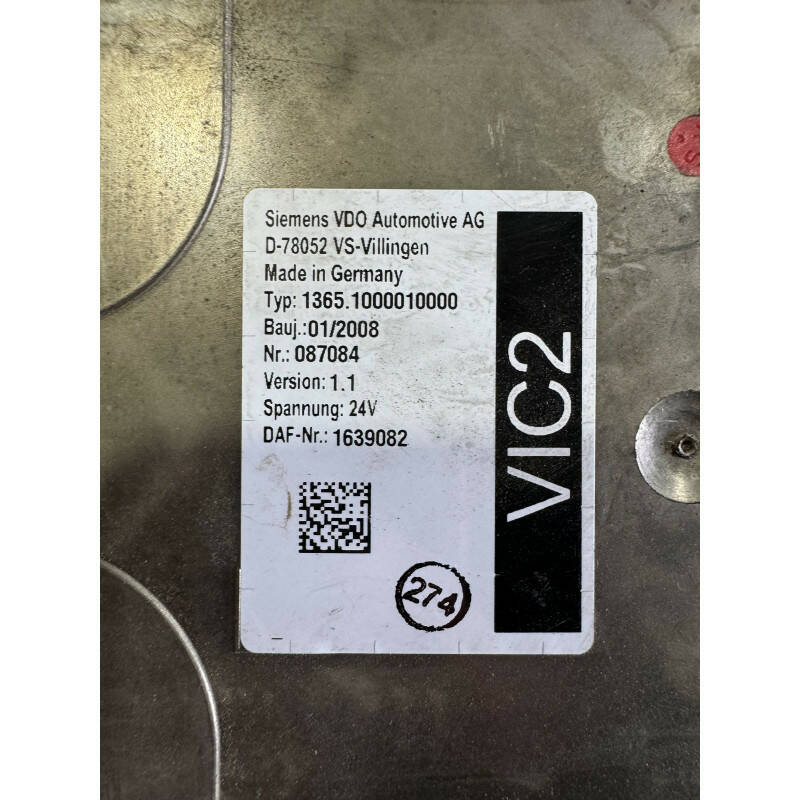 Siemens VDO Automotive AG
D-78052 VS-Villingen
Made in Germany
Typ: 1365.1000010000
Bauj.:01/2008
Nr.: 087084
Version: 1.1
Spannung: 24V
DAF-Nr.: 1639082
VIC2
274